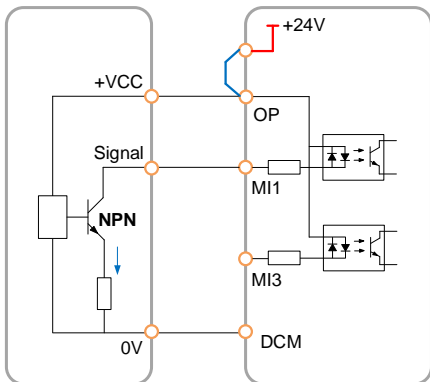 +24V
+VCC
OP
Signal
MI1
NPN
MI3
0V
DCM